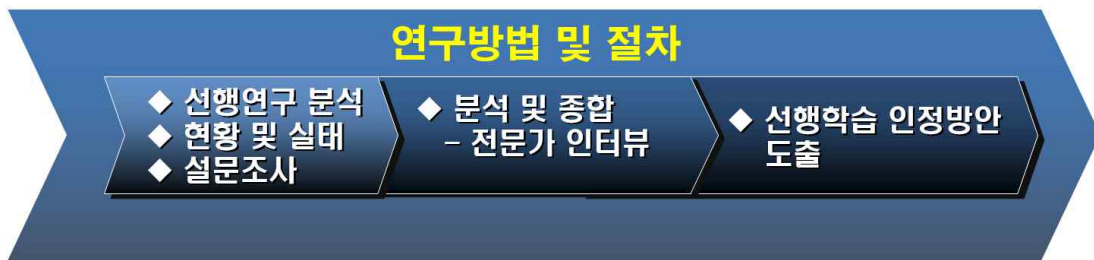 연구방법 및 절차
◆ 선행연구 분석
◆ 현황 및 실태
◆ 설문조사
◆ 분석 및 종합
- 전문가 인터뷰
◆ 선행학습 인정방안
도출